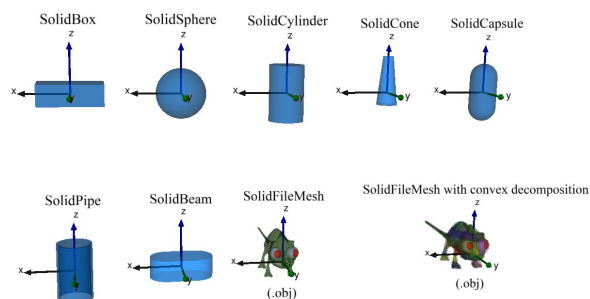 SolidBox
SolidSphere
SolidCylinder
SolidCone
SolidCapsule
z
z
z
z
z
x
y
x
y
x
y
x
y
x
y
SolidPipe
SolidBeam
SolidFileMesh
SolidFileMesh with convex decomposition
z
z
z
z
x
y
x
y
x
y
x
y
(.obj)
(.obj)